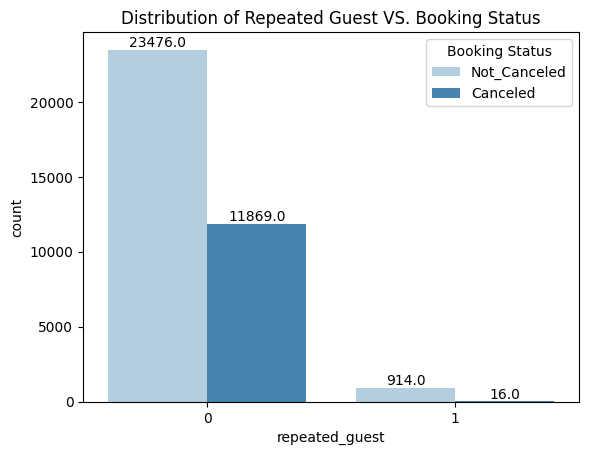 Distribution of Repeated Guest VS. Booking Status
23476.0
Booking Status
Not_Canceled
Canceled
20000
15000
11869.0
10000
5000
914.0
16.0
0
count
0 1
repeated_guest